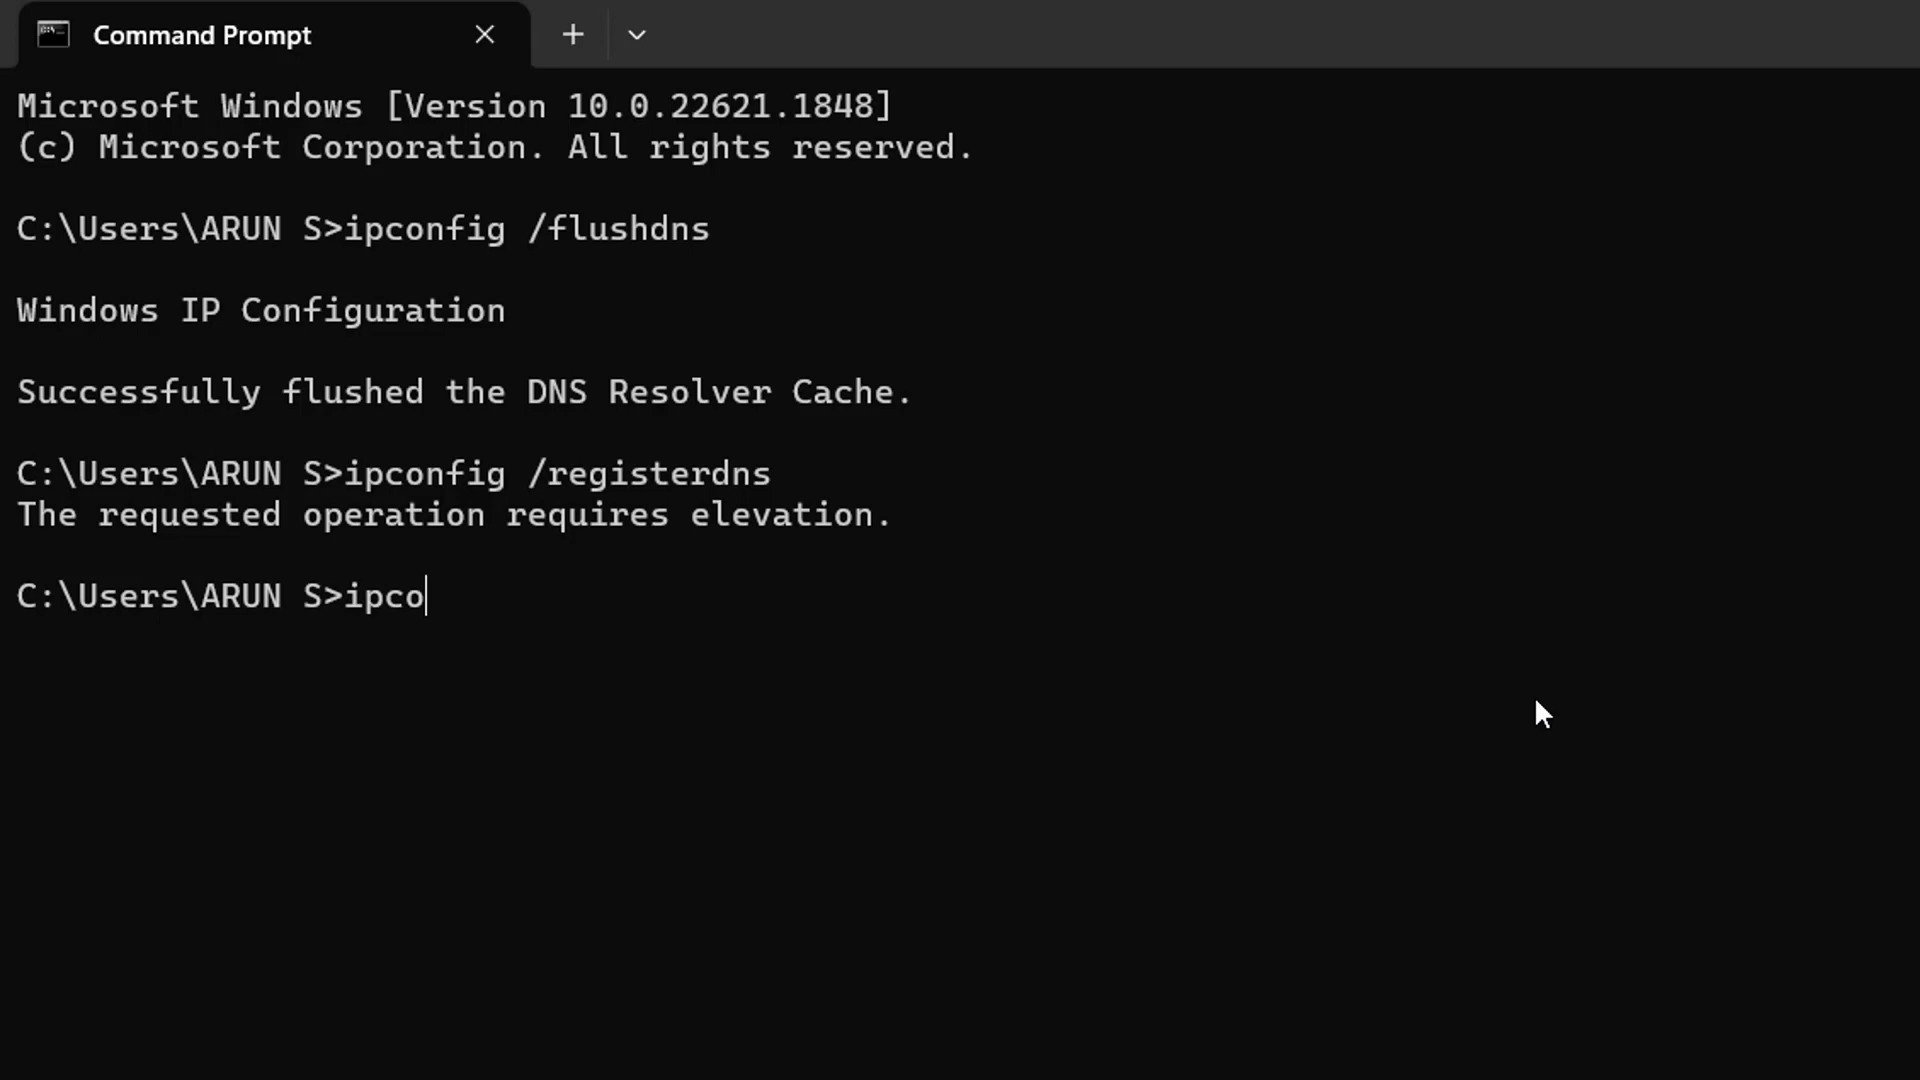 Command Prompt
Microsoft Windows [Version 10.0.22621.1848]
(c) Microsoft Corporation. All rights reserved.
C:\Users\ARUN S>ipconfig /flushdns
Windows IP Configuration
Successfully flushed the DNS Resolver Cache.
C:\Users\ARUN S>ipconfig /registerdns
The requested operation requires elevation.
C:\Users\ARUN S>ipco